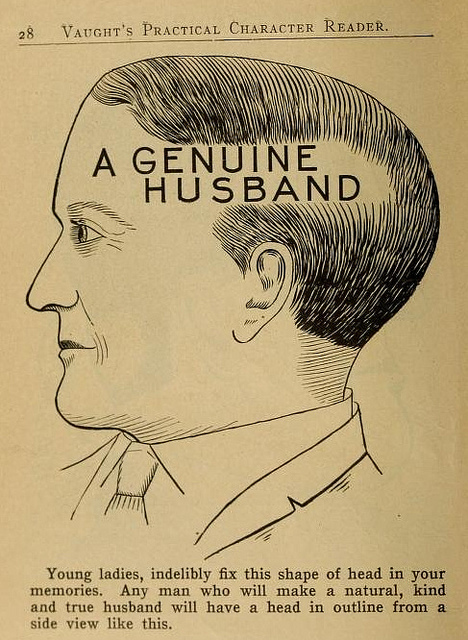 28 VAUGHT'S PRACTICAL CHARACTER READER.
A GENUINE
HUSBAND
Young ladies, indelibly fix this shape of head in your
memories. Any man who will make a natural, kind
and true husband will have a head in outline from a
side view like this.